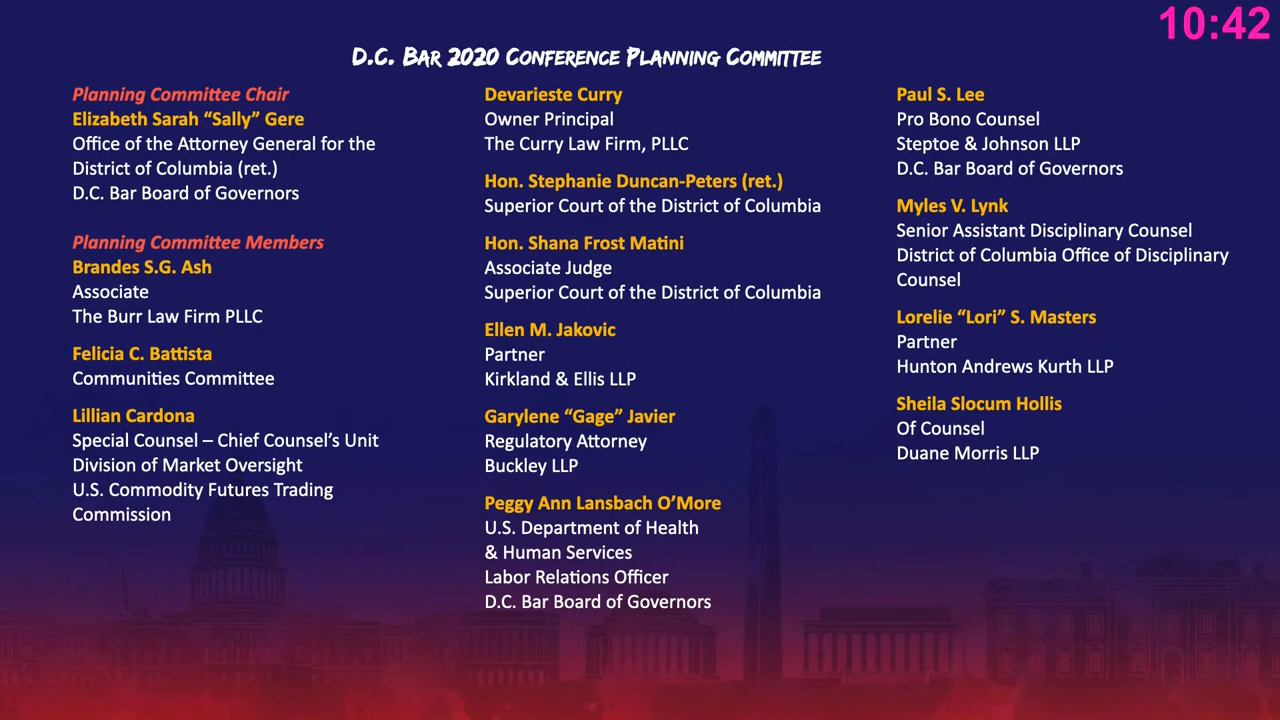 10:42
D.C. Bar 2020 Conference Planning Committee
Planning Committee Chair
Elizabeth Sarah “Sally” Gere
Office of the Attorney General for the
District of Columbia (ret.)
D.C. Bar Board of Governors
Planning Committee Members
Brandes S.G. Ash
Associate
The Burr Law Firm PLLC
Felicia C. Battista
Communities Committee
Lillian Cardona
Special Counsel – Chief Counsel’s Unit
Division of Market Oversight
U.S. Commodity Futures Trading
Commission
Devarieste Curry
Owner Principal
The Curry Law Firm, PLLC
Hon. Stephanie Duncan-Peters (ret.)
Superior Court of the District of Columbia
Hon. Shana Frost Matini
Associate Judge
Superior Court of the District of Columbia
Ellen M. Jakovic
Partner
Kirkland & Ellis LLP
Garylene “Gage” Javier
Regulatory Attorney
Buckley LLP
Peggy Ann Lansbach O’More
U.S. Department of Health
& Human Services
Labor Relations Officer
D.C. Bar Board of Governors
Paul S. Lee
Pro Bono Counsel
Steptoe & Johnson LLP
D.C. Bar Board of Governors
Myles V. Lynk
Senior Assistant Disciplinary Counsel
District of Columbia Office of Disciplinary
Counsel
Lorelie “Lori” S. Masters
Partner
Hunton Andrews Kurth LLP
Sheila Slocum Hollis
Of Counsel
Duane Morris LLP